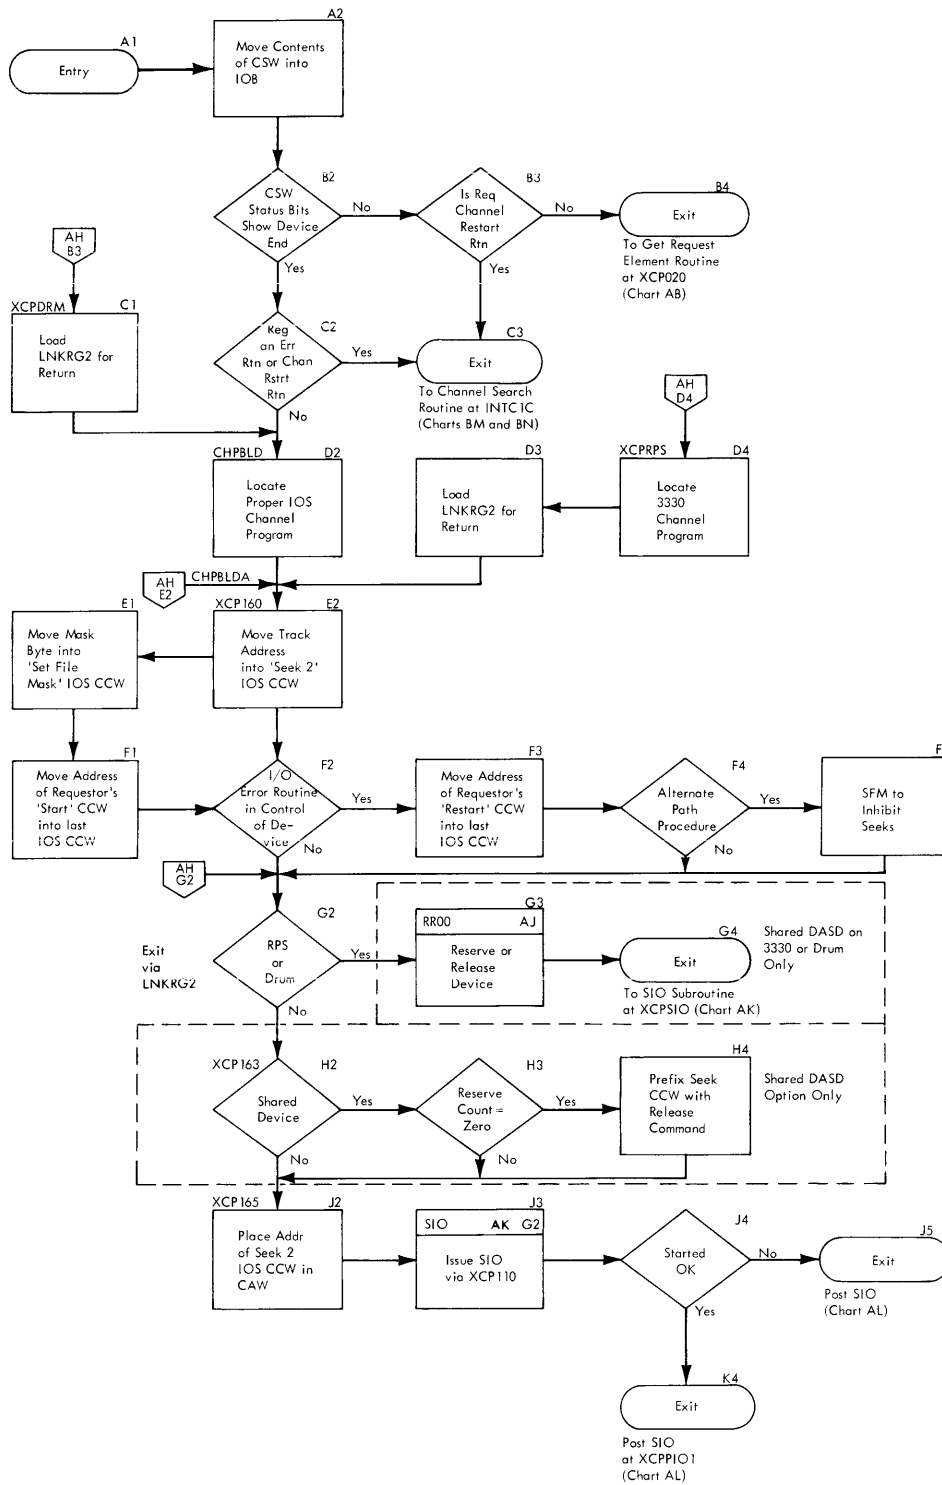 A1
Entry
A2
Move Contents
of CSW into
IOB
B2
CSW
Status Bits
Show Device
End
No
Yes
B3
Is Req
Channel
Restart
Rtn
No
Yes
B4
Exit
To Get Request
Element Routine
at XCP020
(Chart AB)
AH
B3
XCPDRM
C1
Load
LNKRG2 for
Return
C2
Reg
an Err
Rtn or Chan
Rstrt
Rtn
Yes
No
C3
Exit
To Channel Search
Routine at INTC1C
(Charts BM and BN)
AH
D4
CHPBLD
D2
Locate
Proper IOS
Channel
Program
D3
Load
LNKRG2 for
Return
XCPRPS
D4
Locate
3330
Channel
Program
AH
E2
CHPBLDA
E1
Move Mask
Byte into
'Set File
Mask' IOS CCW
XCP160
E2
Move Track
Address
into 'Seek 2'
IOS CCW
F1
Move Address
of Requestor's
'Start' CCW
into last
IOS CCW
F2
I/O
Error Routine
in Control
of De-
vice
Yes
No
F3
Move Address
of Requestor's
'Restart' CCW
into last
IOS CCW
F4
Alternate
Path
Procedure
Yes
No
F
SFM to
Inhibit
Seeks
AH
G2
Exit
via
LNKRG2
G2
RPS
or
Drum
Yes
No
G3
RR00 AJ
Reserve or
Release
Device
G4
Exit
To SIO Subroutine
at XCPSIO (Chart AK)
Shared DASD on
3330 or Drum
Only
XCP163
H2
Shared
Device
Yes
No
H3
Reserve
Count =
Zero
Yes
No
H4
Prefix Seek
CCW with
Release
Command
Shared DASD
Option Only
XCP165
J2
Place Addr
of Seek 2
IOS CCW in
CAW
J3
SIO AK G2
Issue SIO
via XCP110
J4
Started
OK
No
Yes
J5
Exit
Post SIO
(Chart AL)
K4
Exit
Post SIO
at XCPPIO1
(Chart AL)